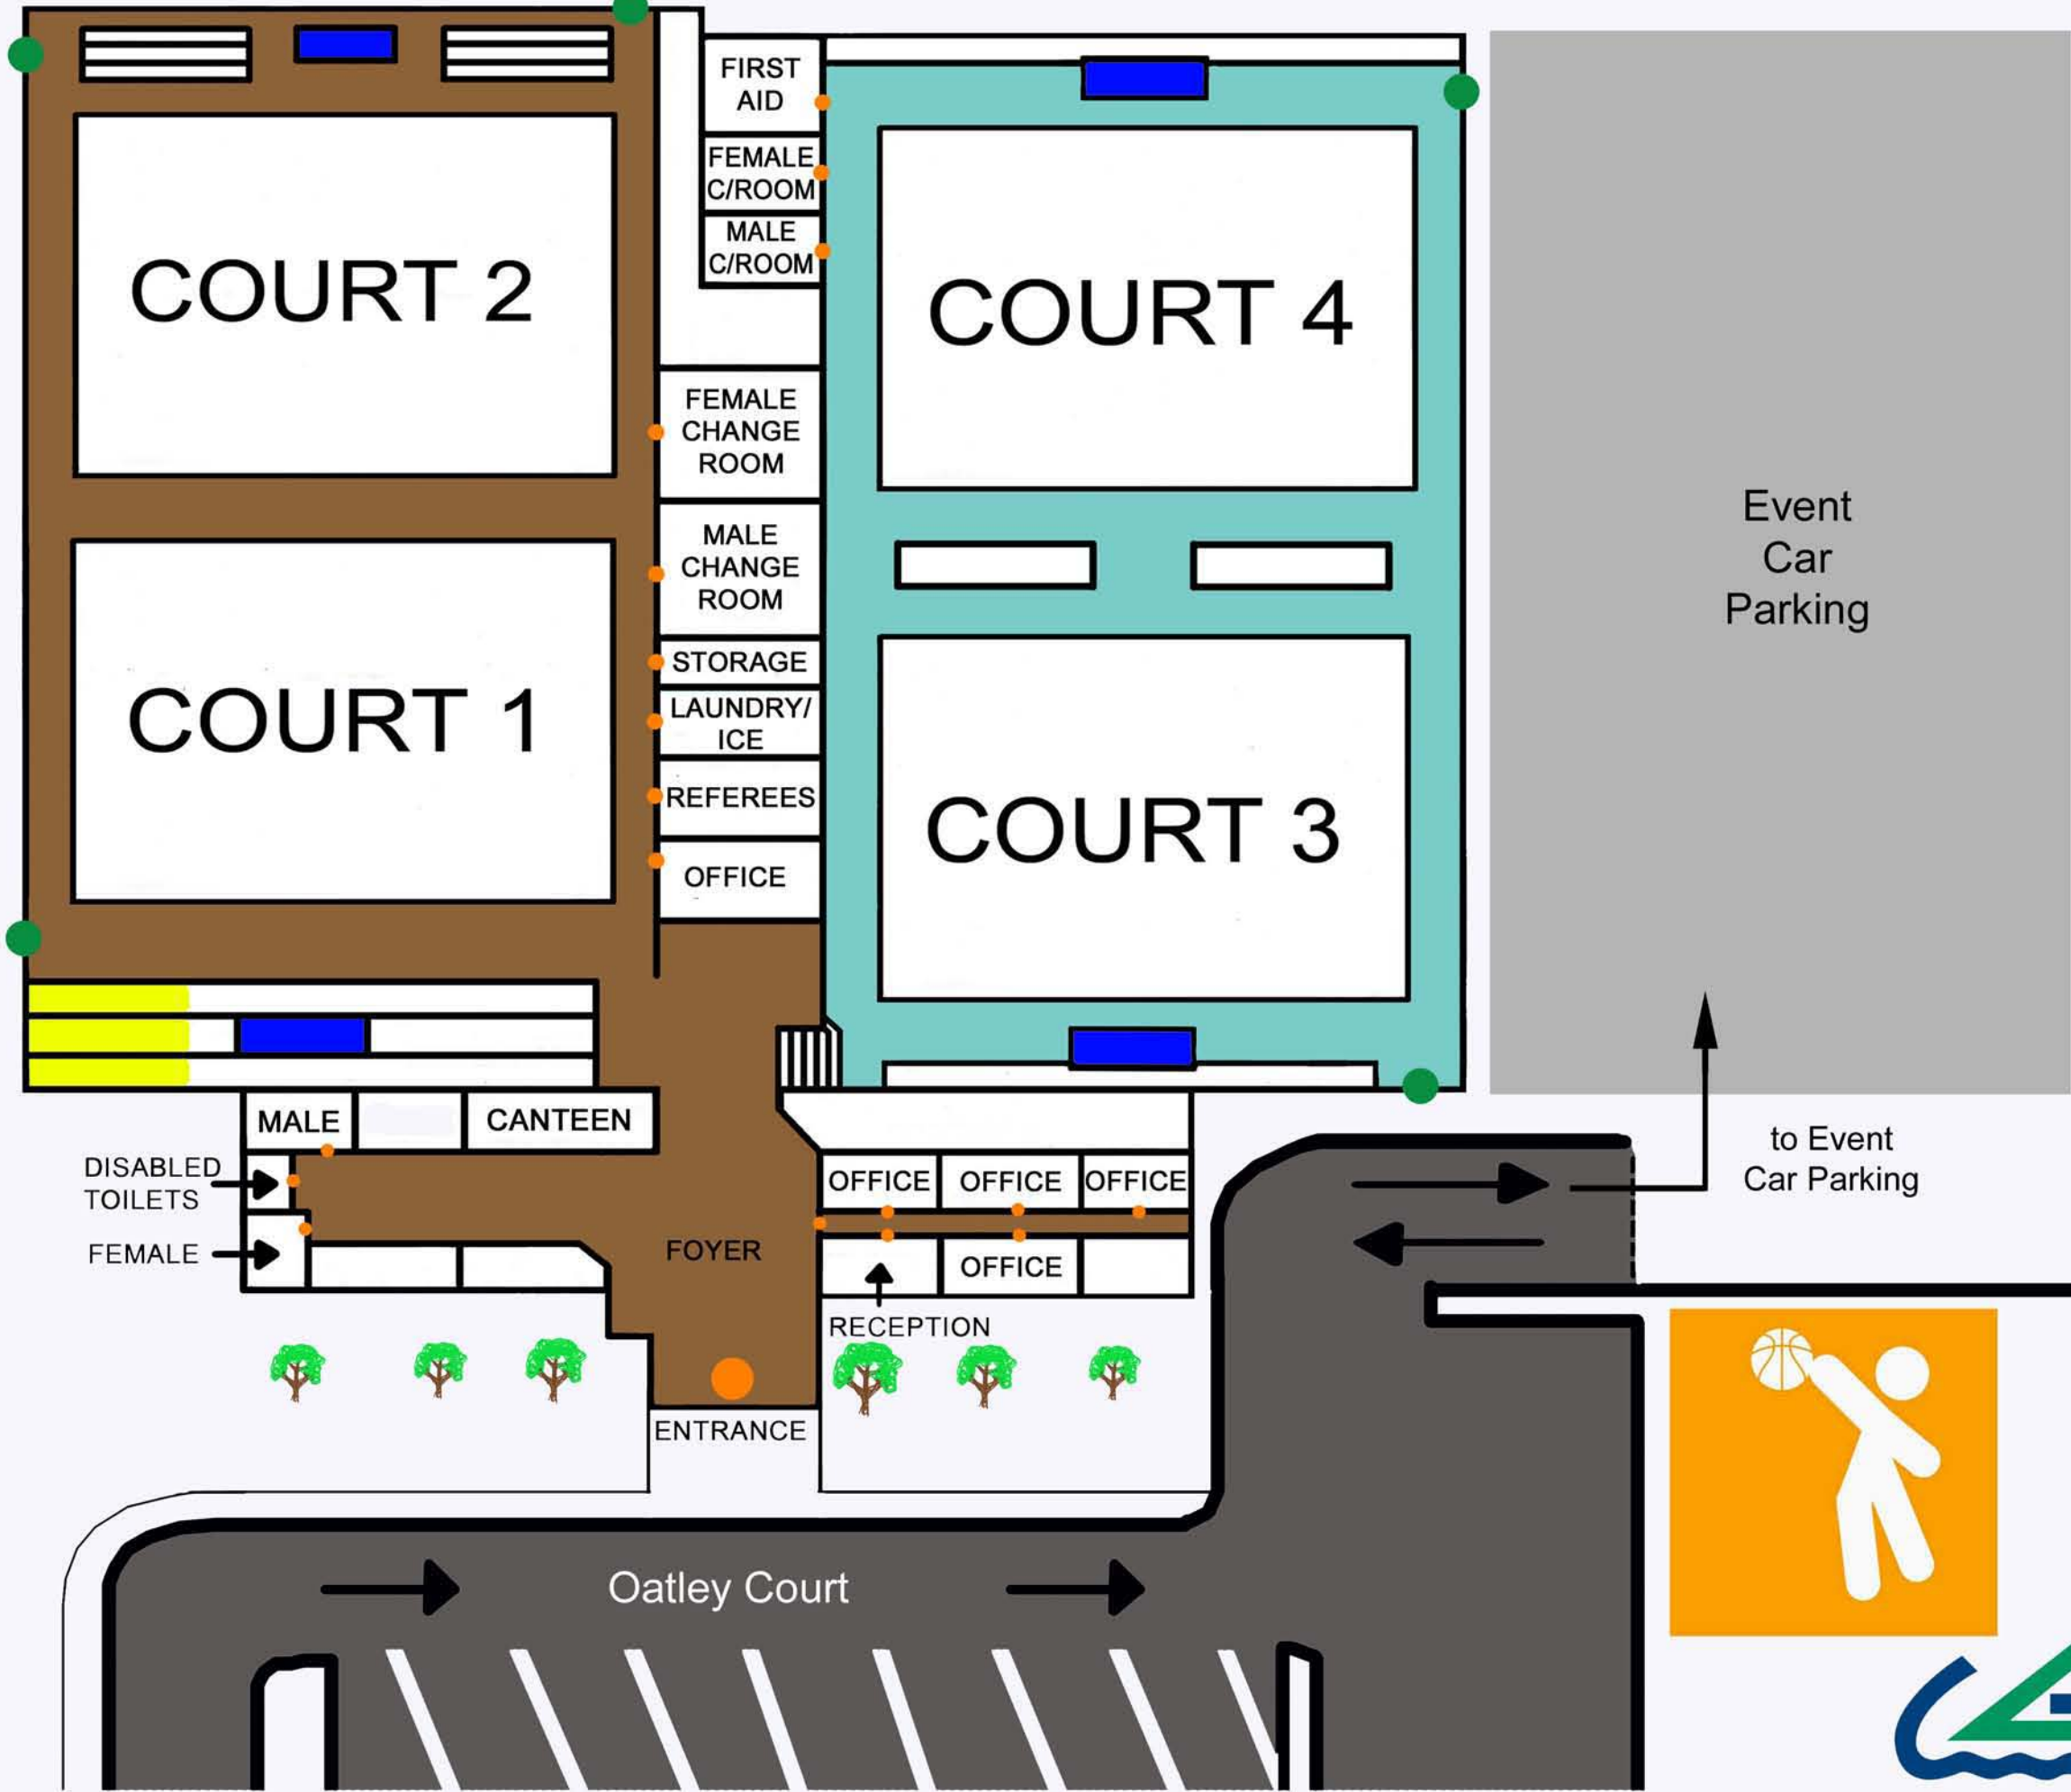 FIRST
AID
FEMALE
C/ROOM
MALE
C/ROOM
COURT 2
COURT 4
FEMALE
CHANGE
ROOM
MALE
CHANGE
ROOM
Event
Car
Parking
STORAGE
LAUNDRY/
ICE
COURT 1
REFEREES
COURT 3
OFFICE
MALE
CANTEEN
to Event
Car Parking
DISABLED
TOILETS
OFFICE
OFFICE
OFFICE
FEMALE
FOYER
OFFICE
RECEPTION
ENTRANCE
Oatley Court